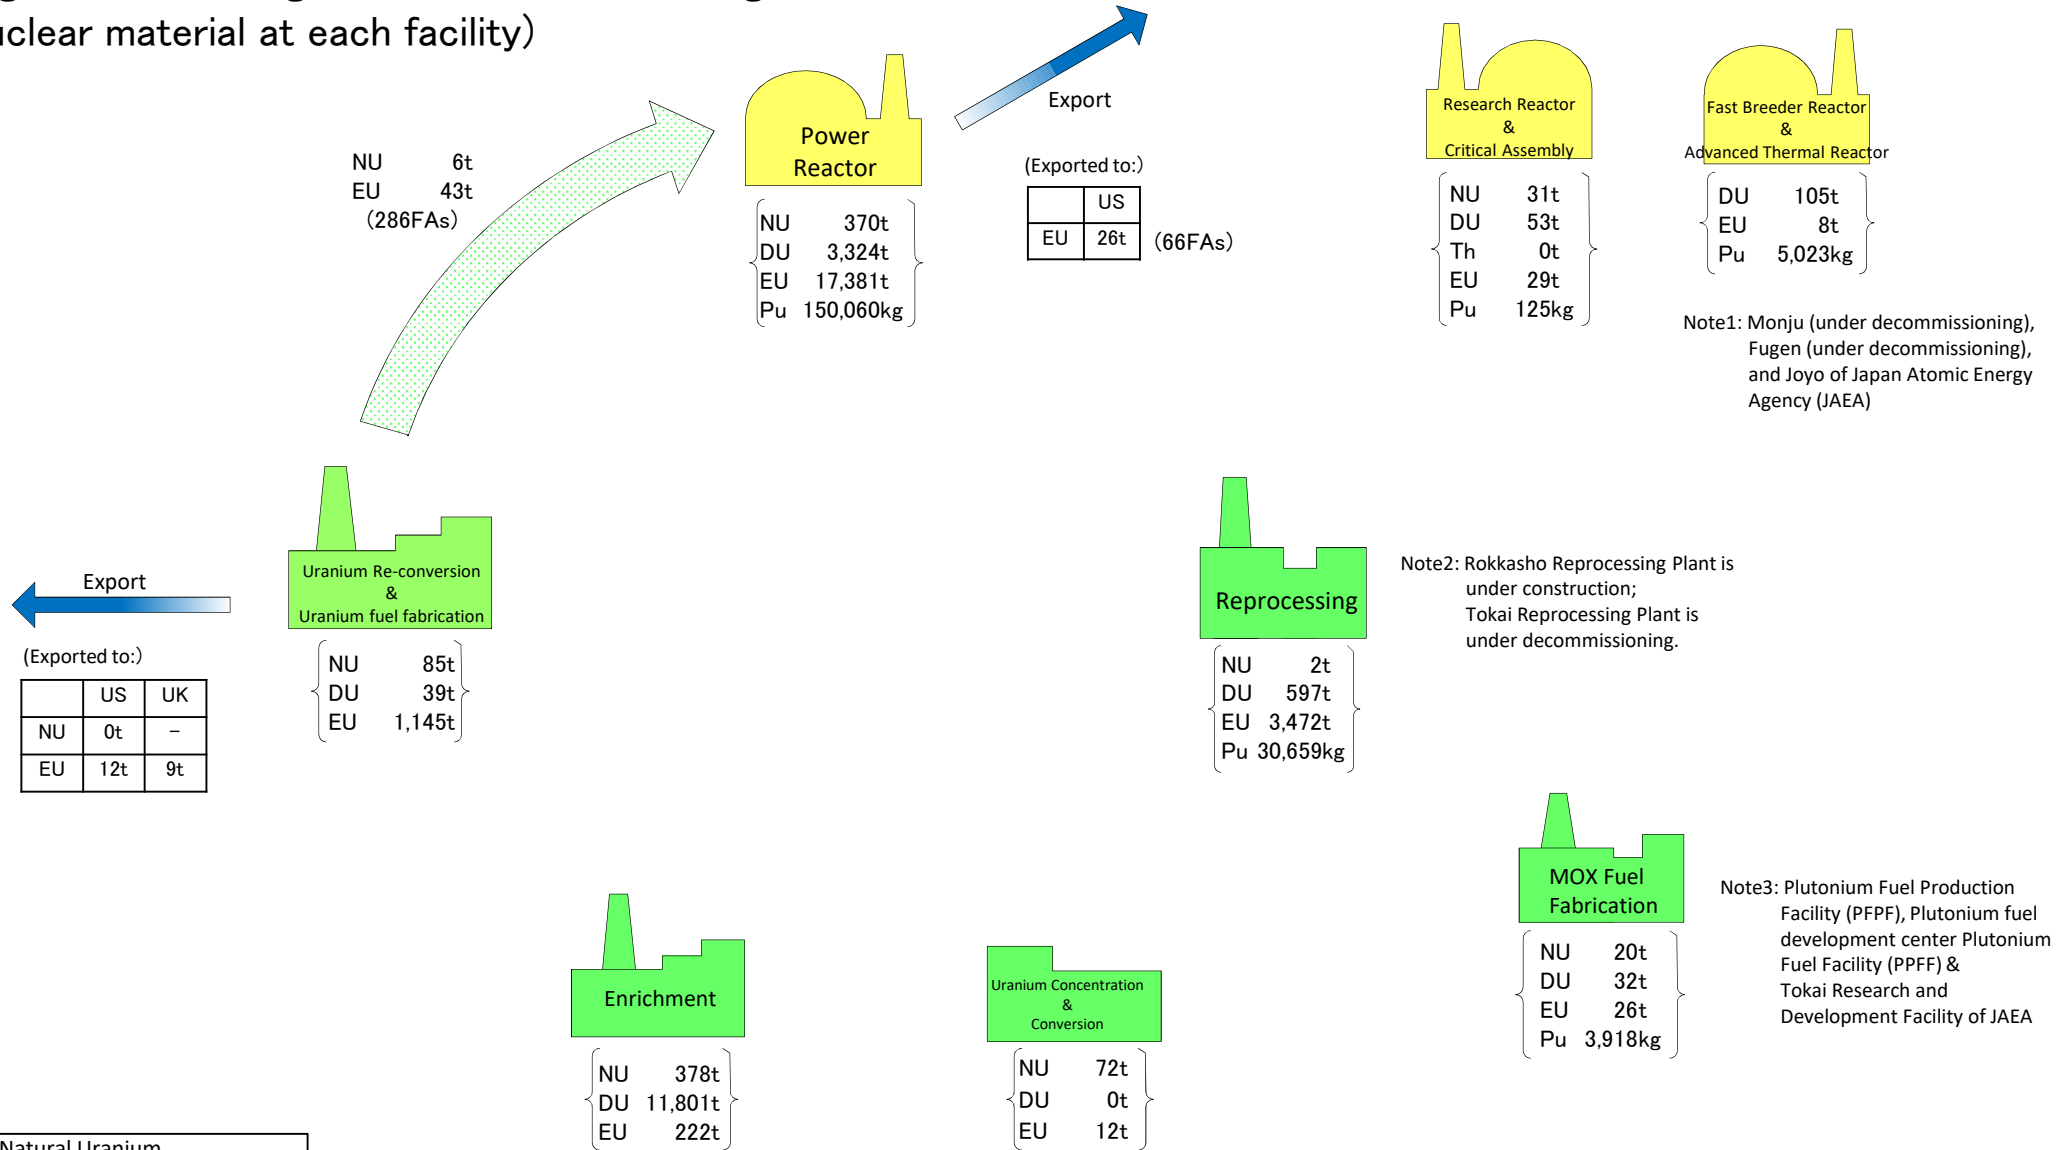 nuclear material at each facility)
Export
Power
Reactor
NU 6t
EU 43t
(286FAs)
(Exported to:)
US
EU 26t (66FAs)
NU 370t
DU 3,324t
EU 17,381t
Pu 150,060kg
Research Reactor
&
Critical Assembly
NU 31t
DU 53t
Th 0t
EU 29t
Pu 125kg
Fast Breeder Reactor
&
Advanced Thermal Reactor
DU 105t
EU 8t
Pu 5,023kg
Note1: Monju (under decommissioning),
Fugen (under decommissioning),
and Joyo of Japan Atomic Energy
Agency (JAEA)
Export
(Exported to:)
US UK
NU 0t –
EU 12t 9t
Uranium Re-conversion
&
Uranium fuel fabrication
NU 85t
DU 39t
EU 1,145t
Reprocessing
NU 2t
DU 597t
EU 3,472t
Pu 30,659kg
Note2: Rokkasho Reprocessing Plant is
under construction;
Tokai Reprocessing Plant is
under decommissioning.
MOX Fuel
Fabrication
NU 20t
DU 32t
EU 26t
Pu 3,918kg
Note3: Plutonium Fuel Production
Facility (PFPF), Plutonium fuel
development center Plutonium
Fuel Facility (PPFF) &
Tokai Research and
Development Facility of JAEA
Enrichment
NU 378t
DU 11,801t
EU 222t
Uranium Concentration
&
Conversion
NU 72t
DU 0t
EU 12t
Natural Uranium